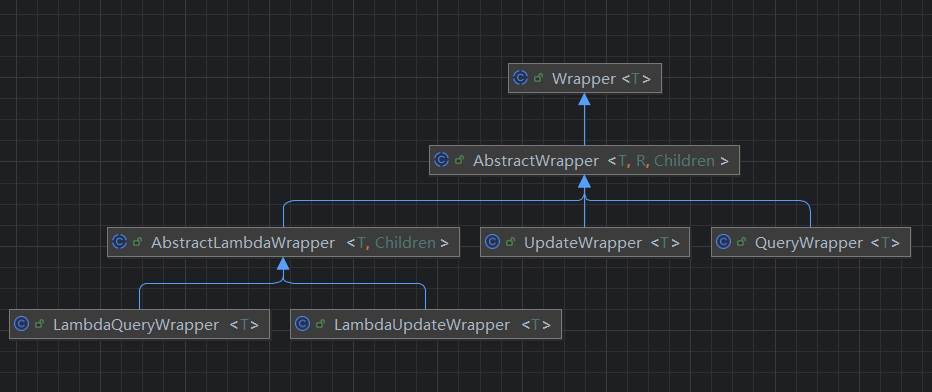 Wrapper <T>
AbstractWrapper <T, R, Children >
AbstractLambdaWrapper <T, Children >
UpdateWrapper <T>
QueryWrapper <T>
LambdaQueryWrapper <T>
LambdaUpdateWrapper <T>